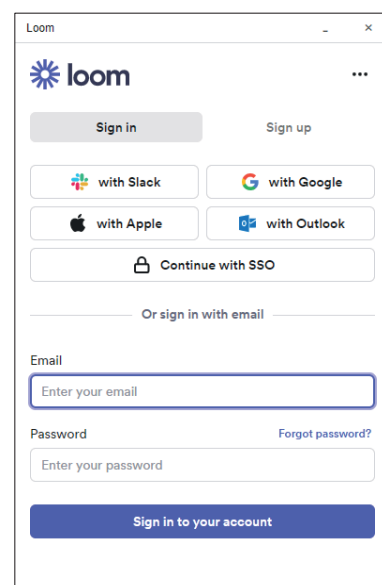 Loom
loom
Sign in Sign up
with Slack with Google
with Apple with Outlook
Continue with SSO
Or sign in with email
Email
Enter your email
Password Forgot password?
Enter your password
Sign in to your account